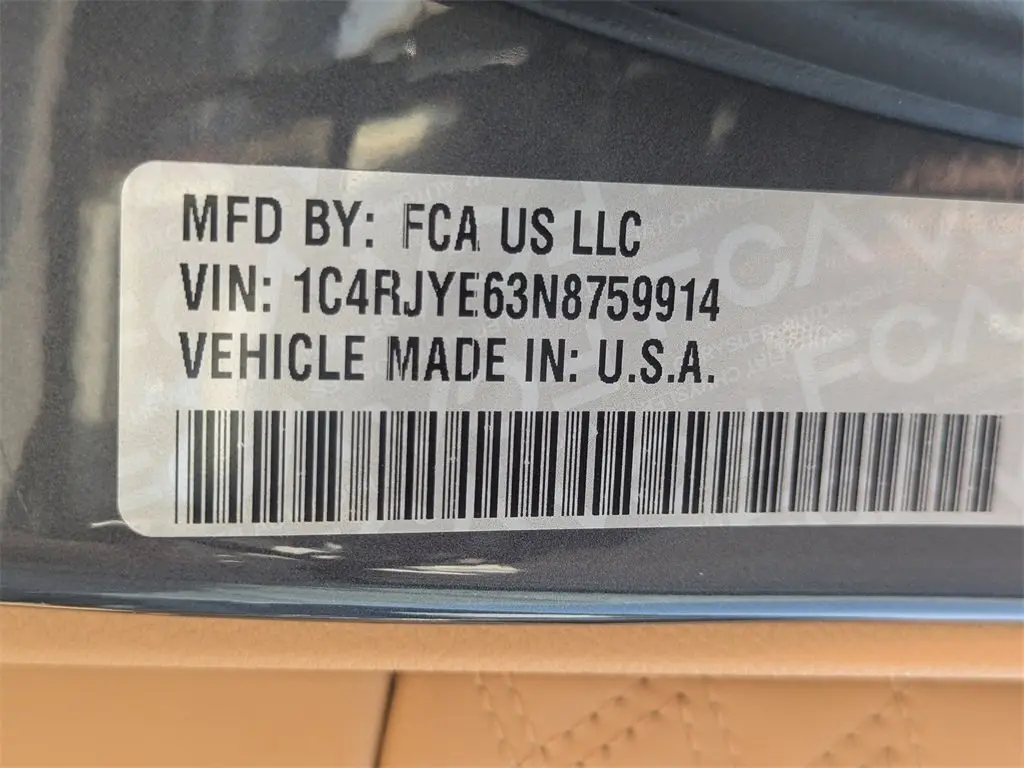 MFD BY: FCA US LLC
VIN: 1C4RJYE63N8759914
VEHICLE MADE IN: U.S.A.